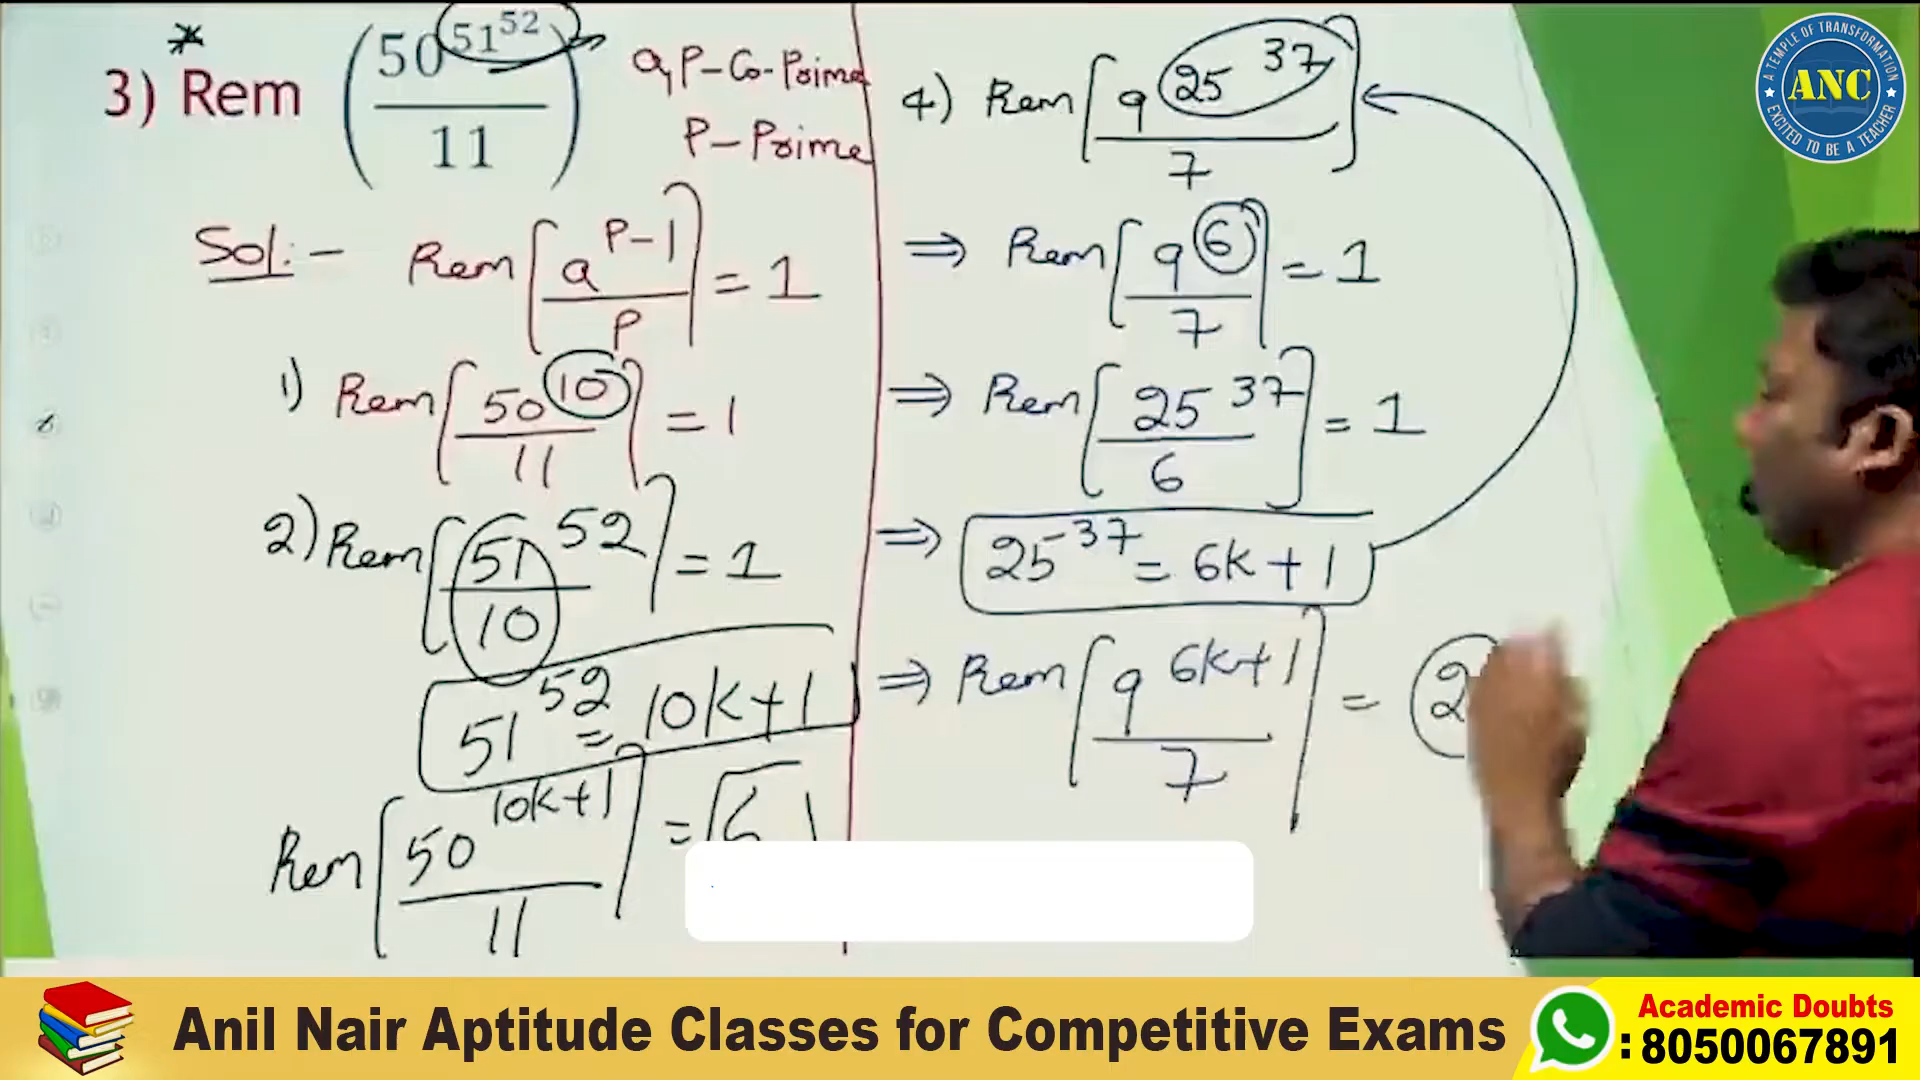 *
3) Rem (50^51^52 / 11)
a, P - Co-Prime
P - Prime
Sol:- Rem[a^P-1 / P] = 1
1) Rem[50^10 / 11] = 1
2) Rem[51^52 / 10] = 1
51^52 = 10k+1
Rem[50^10k+1 / 11] = 6
4) Rem[9^25^37 / 7]
⇒ Rem[9^6 / 7] = 1
⇒ Rem[25^37 / 6] = 1
⇒ 25^37 = 6k+1
⇒ Rem[9^6k+1 / 7] = 2
A TEMPLE OF TRANSFORMATION
ANC
EXCITED TO BE A TEACHER
Anil Nair Aptitude Classes for Competitive Exams
Academic Doubts
: 8050067891